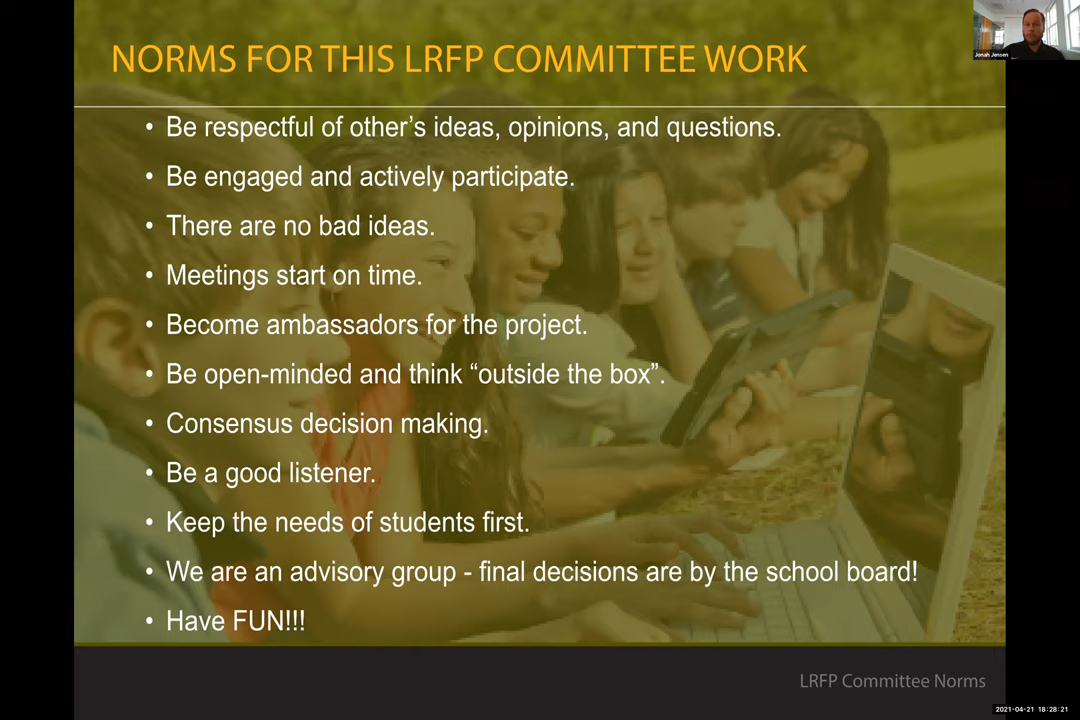 NORMS FOR THIS LRFP COMMITTEE WORK
Jonah Jensen
• Be respectful of other’s ideas, opinions, and questions.
• Be engaged and actively participate.
• There are no bad ideas.
• Meetings start on time.
• Become ambassadors for the project.
• Be open-minded and think “outside the box”.
• Consensus decision making.
• Be a good listener.
• Keep the needs of students first.
• We are an advisory group - final decisions are by the school board!
• Have FUN!!!
LRFP Committee Norms
2021-04-21 18:28:21